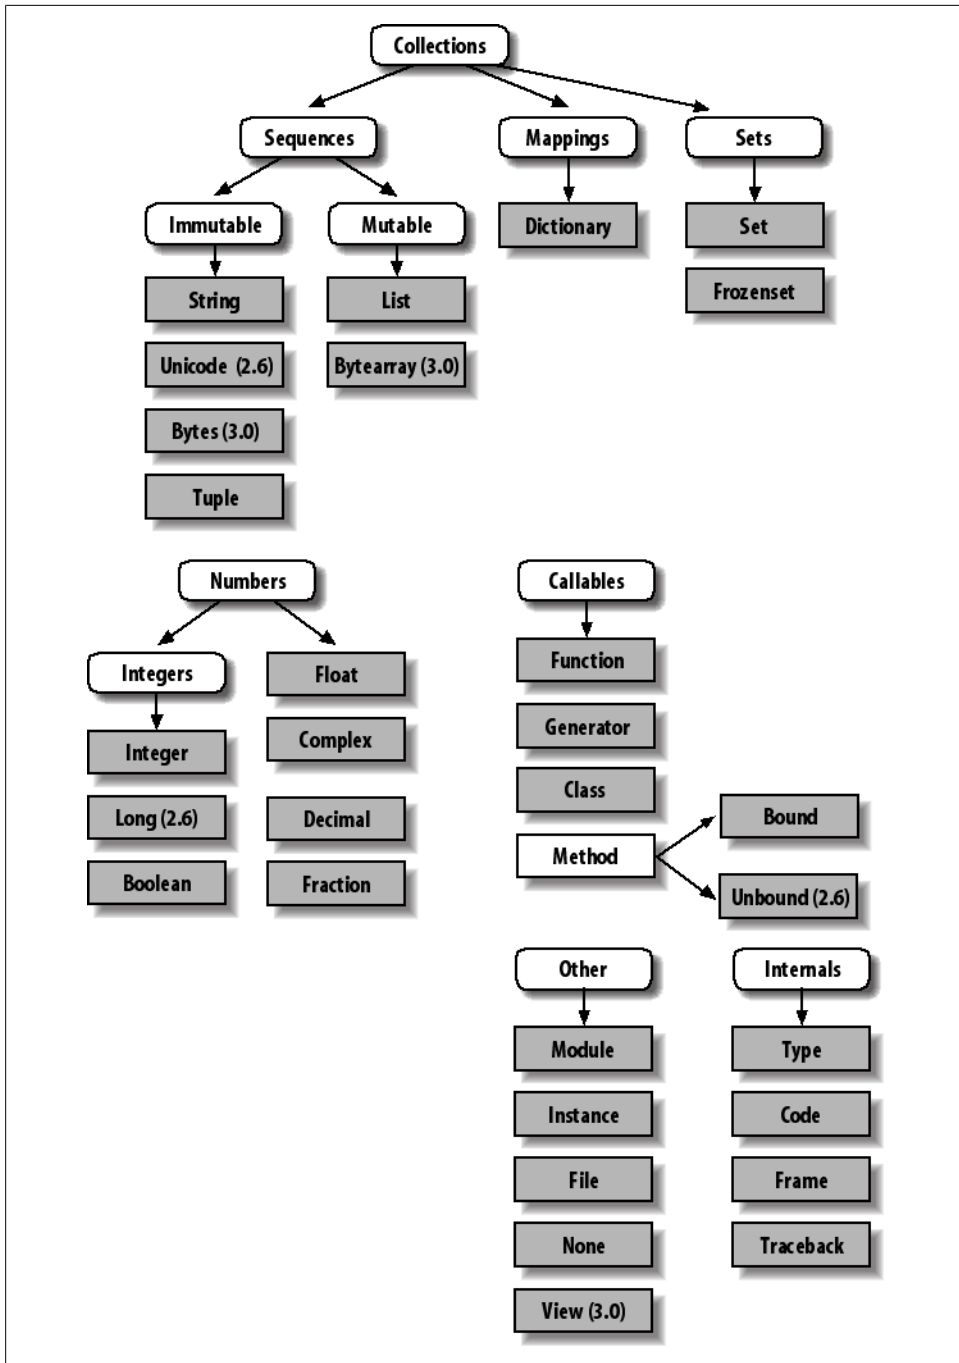 Collections
Sequences
Mappings
Sets
Immutable
Mutable
Dictionary
Set
String
List
Frozenset
Unicode (2.6)
Bytearray (3.0)
Bytes (3.0)
Tuple
Numbers
Callables
Integers
Float
Function
Integer
Complex
Generator
Long (2.6)
Decimal
Class
Bound
Boolean
Fraction
Method
Unbound (2.6)
Other
Internals
Module
Type
Instance
Code
File
Frame
None
Traceback
View (3.0)